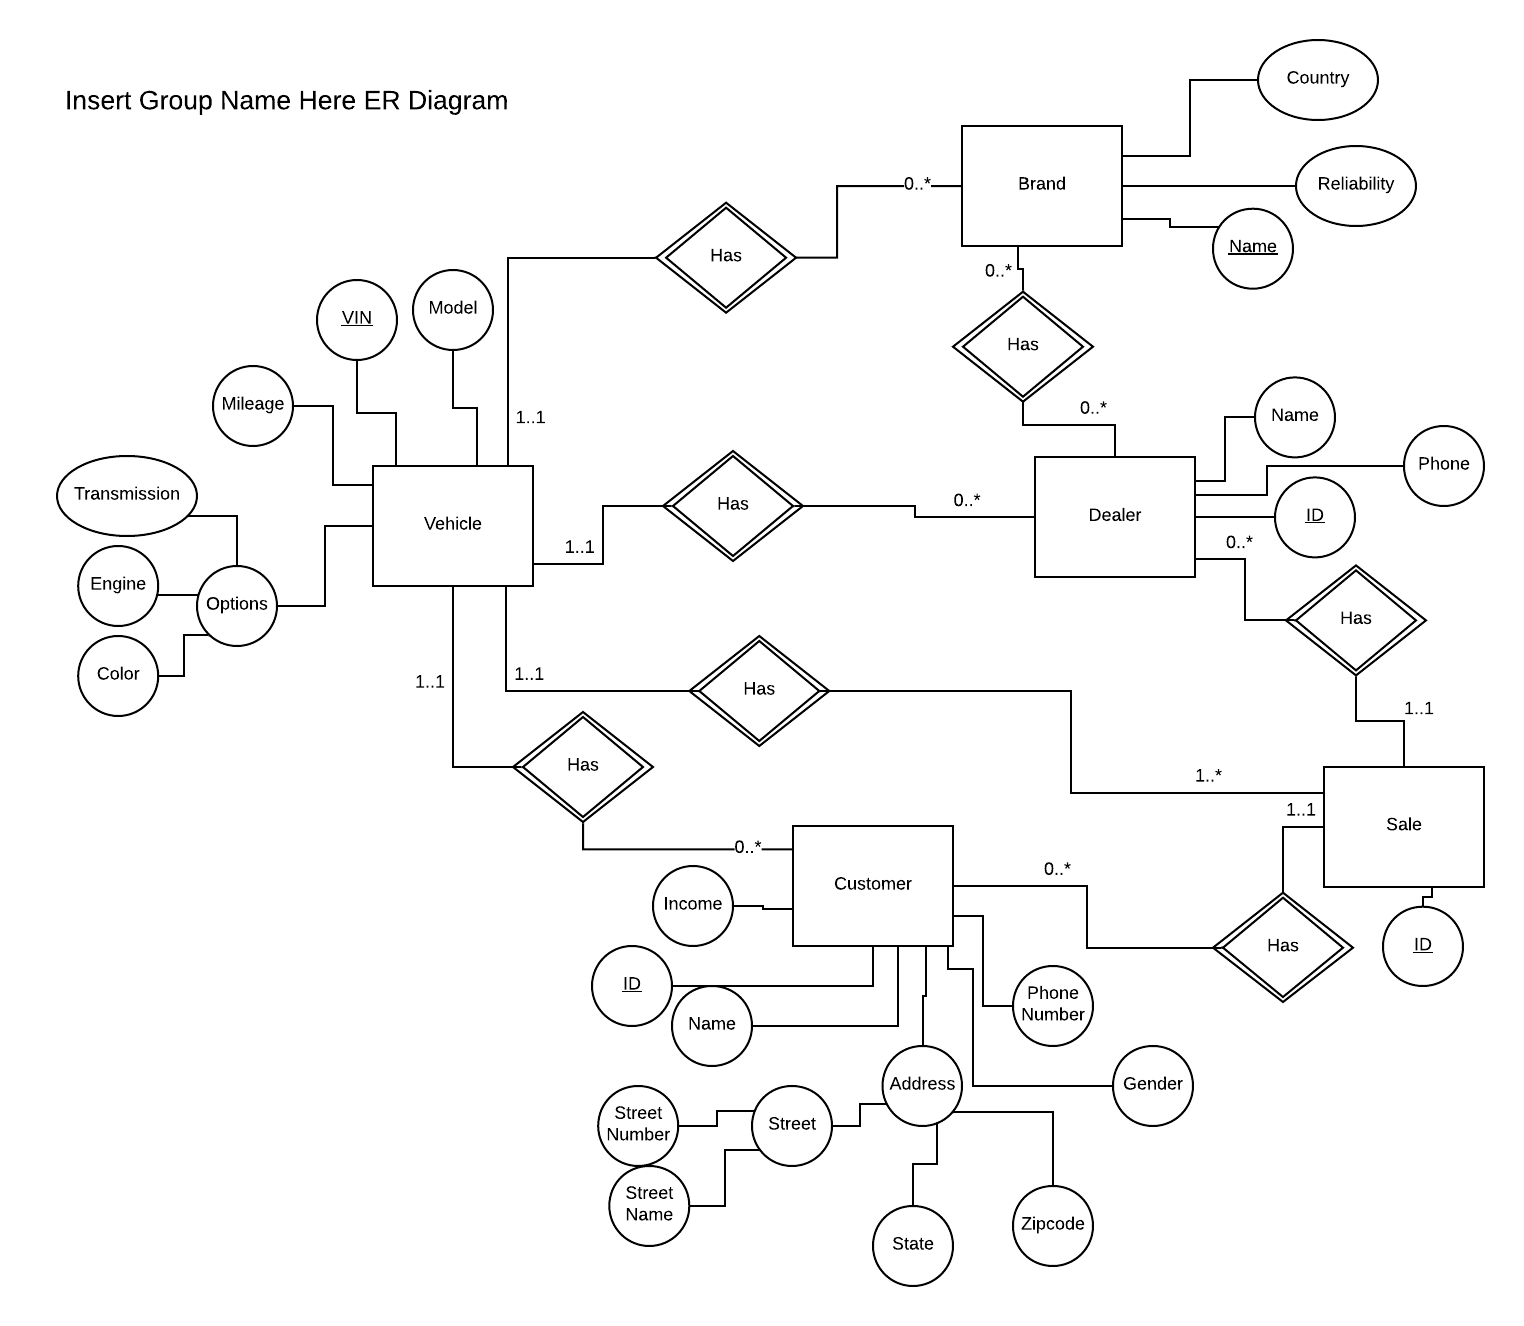 Insert Group Name Here ER Diagram
Country
Brand
0..*
Reliability
Name
Has
0..*
VIN
Model
Has
Mileage
1..1
0..*
Name
Transmission
Vehicle
Has
0..*
Dealer
Phone
ID
1..1
0..*
Engine
Options
Color
Has
1..1
1..1
Has
1..1
Has
1..*
1..1
Sale
0..*
Customer
0..*
Income
Has
ID
ID
Name
Phone
Number
Address
Gender
Street
Number
Street
Street
Name
State
Zipcode